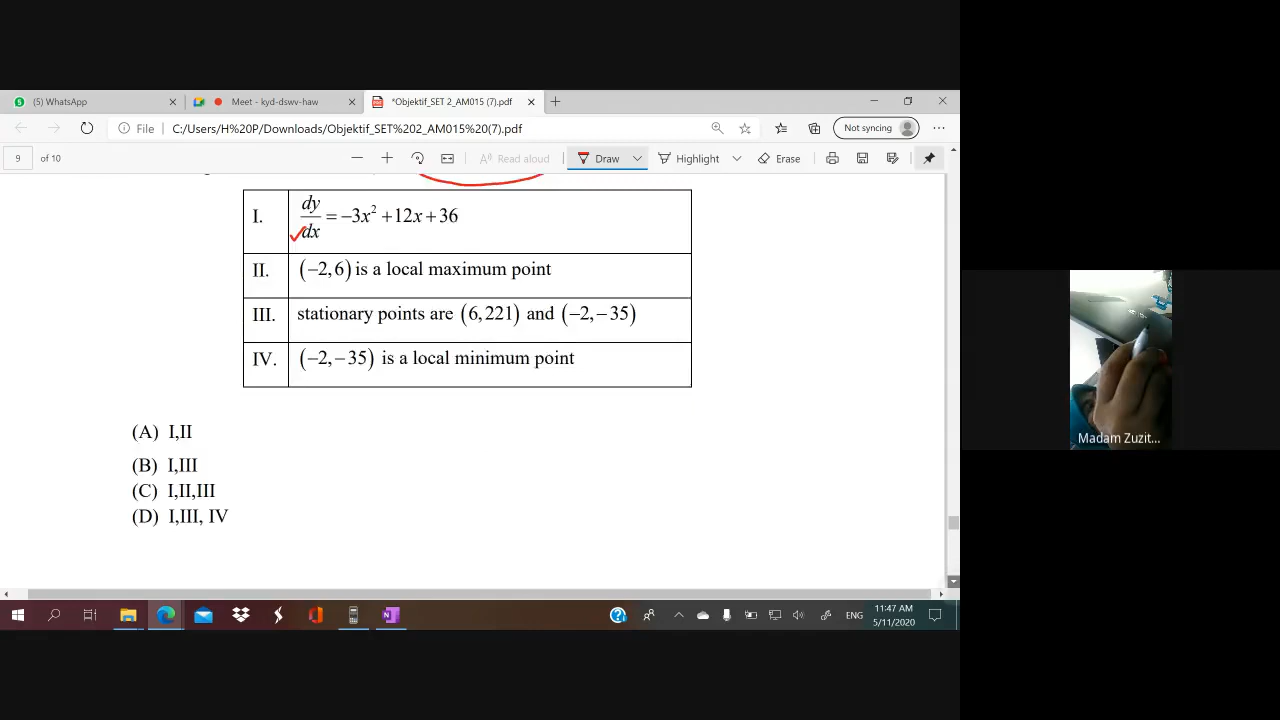 (5) WhatsApp
Meet - kyd-dswv-haw
*Objektif_SET 2_AM015 (7).pdf
File
C:/Users/H%20P/Downloads/Objektif_SET%202_AM015%20(7).pdf
Not syncing
9 of 10
Read aloud
Draw
Highlight
Erase
I. dy/dx = −3x² + 12x + 36
II. (−2, 6) is a local maximum point
III. stationary points are (6, 221) and (−2, −35)
IV. (−2, −35) is a local minimum point
(A) I,II
(B) I,III
(C) I,II,III
(D) I,III, IV
Madam Zuzit...
ENG
11:47 AM
5/11/2020